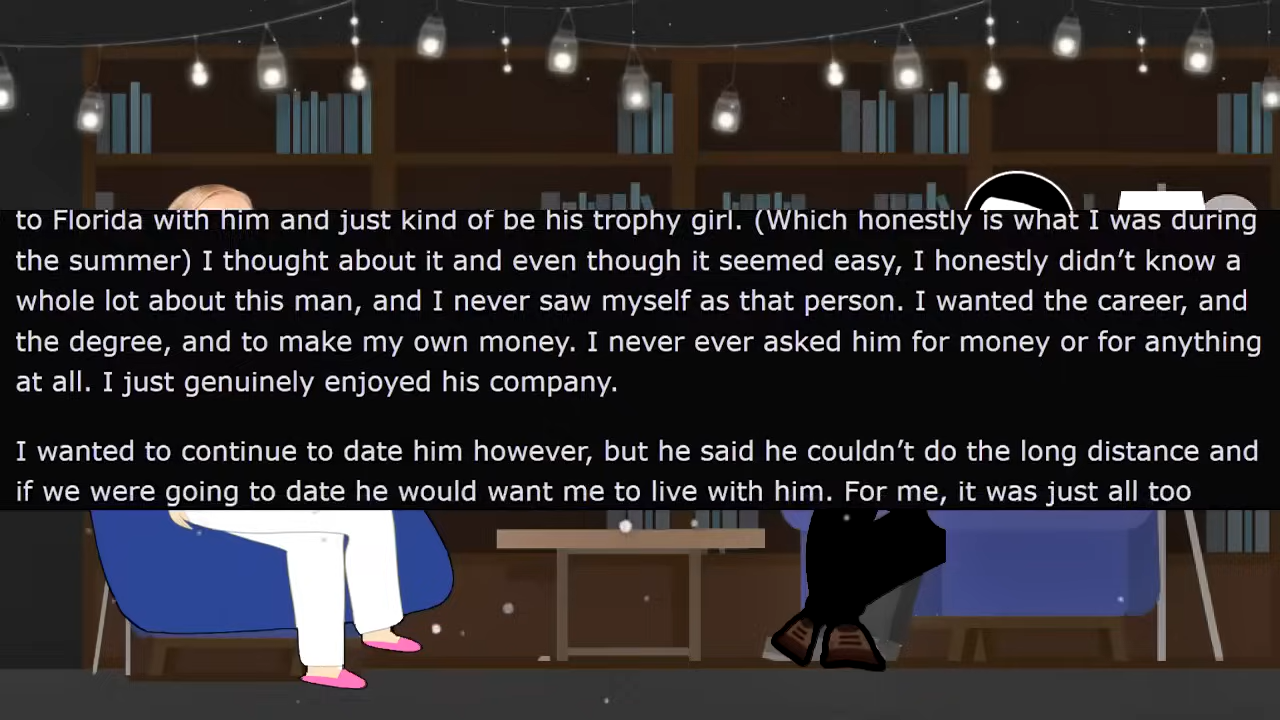 to Florida with him and just kind of be his trophy girl. (Which honestly is what I was during
the summer) I thought about it and even though it seemed easy, I honestly didn’t know a
whole lot about this man, and I never saw myself as that person. I wanted the career, and
the degree, and to make my own money. I never ever asked him for money or for anything
at all. I just genuinely enjoyed his company.
I wanted to continue to date him however, but he said he couldn’t do the long distance and
if we were going to date he would want me to live with him. For me, it was just all too